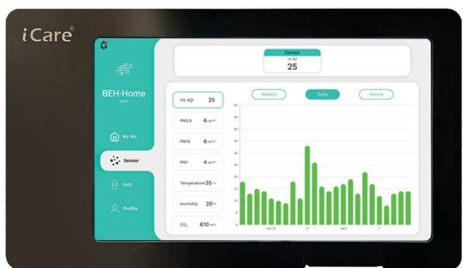 iCare®
Sensor
US AQI
25
BEH-Home
My Air
Sensor
Unit
Profile
US AQI 25
PM2.5 6
PM10 6
PM1 4
Temperature 35
Humidity 20
CO₂ 610
Weekly
Daily
Hourly